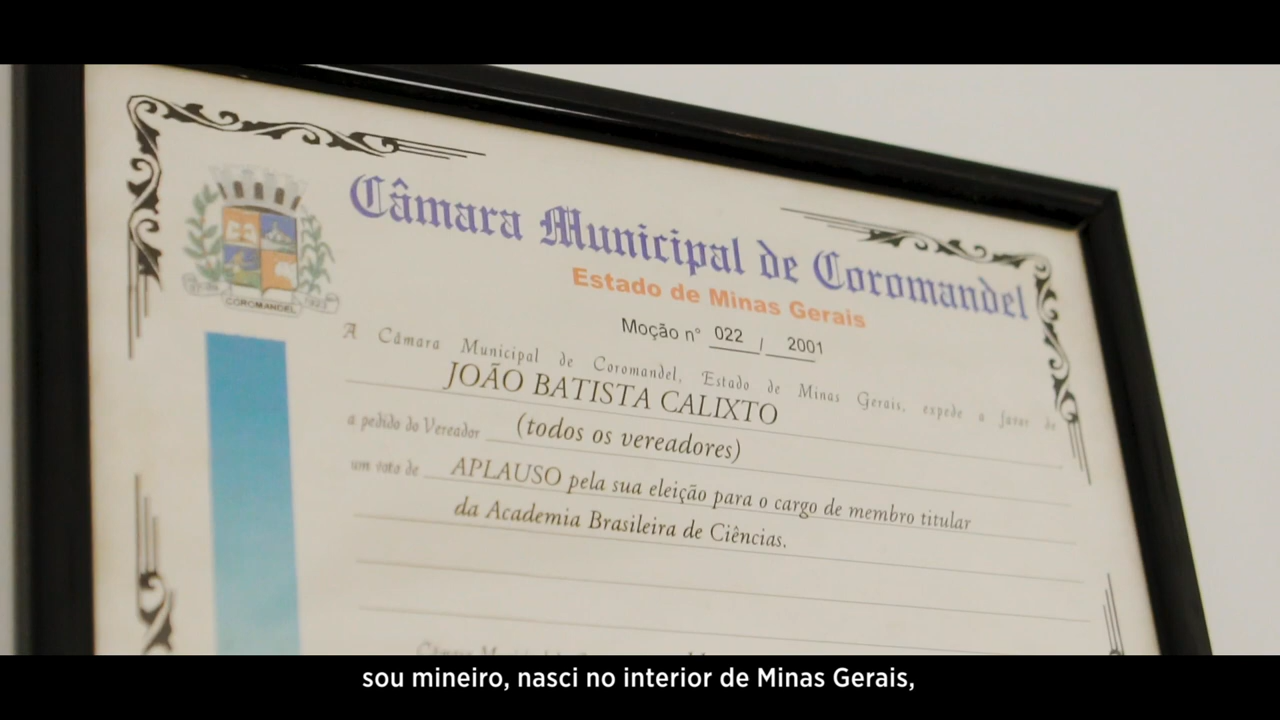 Câmara Municipal de Coromandel
Estado de Minas Gerais
Moção nº 022 / 2001
COROMANDEL
A Câmara Municipal de Coromandel, Estado de Minas Gerais, expede a favor de
JOÃO BATISTA CALIXTO
a pedido do Vereador (todos os vereadores)
um voto de APLAUSO pela sua eleição para o cargo de membro titular
da Academia Brasileira de Ciências.
sou mineiro, nasci no interior de Minas Gerais,